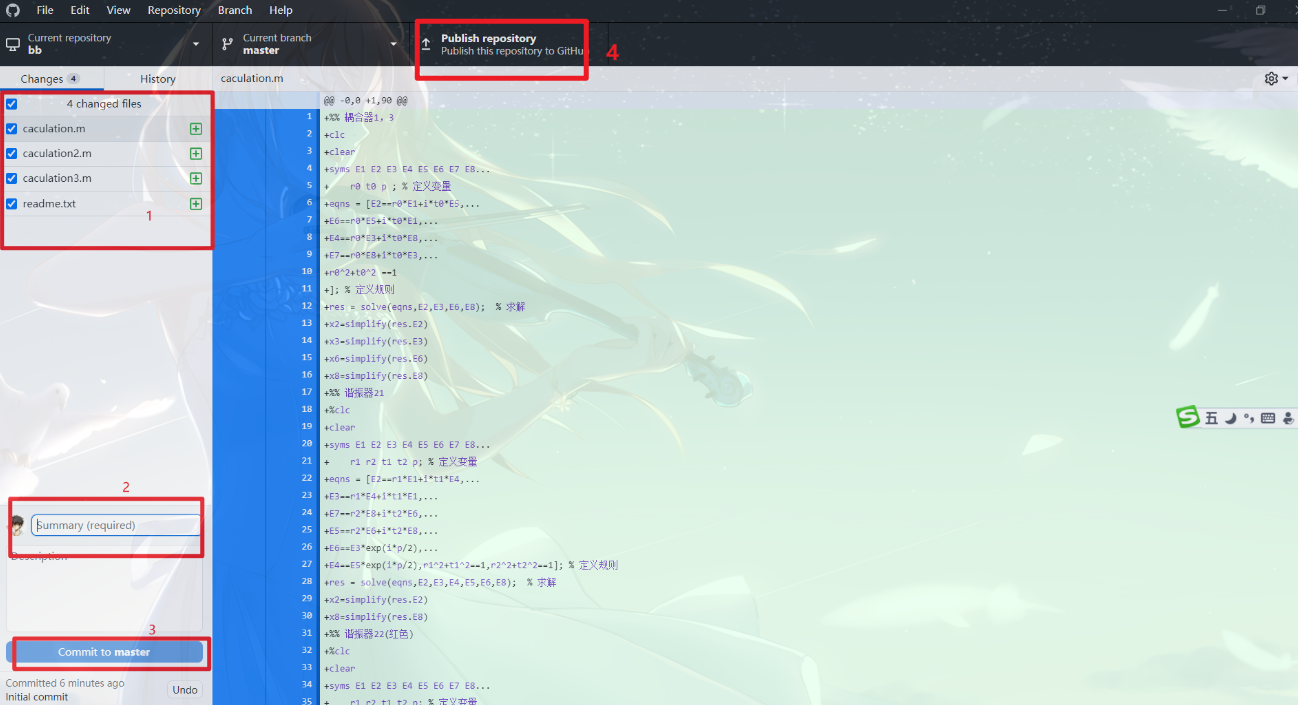 File Edit View Repository Branch Help
Current repository
bb
Current branch
master
Publish repository
Publish this repository to GitHu
4
Changes 4
History
caculation.m
4 changed files
caculation.m
caculation2.m
caculation3.m
readme.txt
1
@@ -0,0 +1,90 @@
1 +%% 耦合器1，3
2 +clc
3 +clear
4 +syms E1 E2 E3 E4 E5 E6 E7 E8...
5 +    r0 t0 p ; % 定义变量
6 +eqns = [E2==r0*E1+i*t0*E5,...
7 +E6==r0*E5+i*t0*E1,...
8 +E4==r0*E3+i*t0*E8,...
9 +E7==r0*E8+i*t0*E3,...
10 +r0^2+t0^2 ==1
11 +]; % 定义规则
12 +res = solve(eqns,E2,E3,E6,E8);  % 求解
13 +x2=simplify(res.E2)
14 +x3=simplify(res.E3)
15 +x6=simplify(res.E6)
16 +x8=simplify(res.E8)
17 +%% 谐振器21
18 +%clc
19 +clear
20 +syms E1 E2 E3 E4 E5 E6 E7 E8...
21 +    r1 r2 t1 t2 p; % 定义变量
22 +eqns = [E2==r1*E1+i*t1*E4,...
23 +E3==r1*E4+i*t1*E1,...
24 +E7==r2*E8+i*t2*E6,...
25 +E5==r2*E6+i*t2*E8,...
26 +E6==E3*exp(i*p/2),...
27 +E4==E5*exp(i*p/2),r1^2+t1^2==1,r2^2+t2^2==1]; % 定义规则
28 +res = solve(eqns,E2,E3,E4,E5,E6,E8);  % 求解
29 +x2=simplify(res.E2)
30 +x8=simplify(res.E8)
31 +%% 谐振器22(红色)
32 +%clc
33 +clear
34 +syms E1 E2 E3 E4 E5 E6 E7 E8...
35 +    r1 r2 t1 t2 p; % 定义变量
2
Summary (required)
Description
3
Commit to master
Committed 6 minutes ago
Initial commit
Undo
S 五